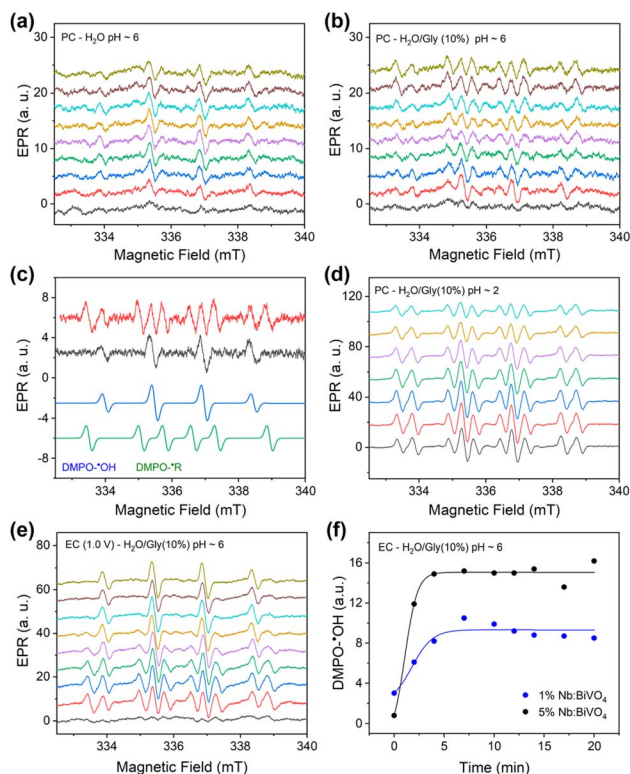 (a)
PC - H₂O pH ~ 6
30
20
10
0
EPR (a. u.)
334 336 338 340
Magnetic Field (mT)
(b)
PC - H₂O/Gly (10%) pH ~ 6
30
20
10
0
EPR (a. u.)
334 336 338 340
Magnetic Field (mT)
(c)
8
4
0
-4
-8
EPR (a. u.)
DMPO-•OH DMPO-•R
334 336 338 340
Magnetic Field (mT)
(d)
PC - H₂O/Gly(10%) pH ~ 2
120
80
40
0
EPR (a. u.)
334 336 338 340
Magnetic Field (mT)
(e)
EC (1.0 V) - H₂O/Gly(10%) pH ~ 6
80
60
40
20
0
EPR (a. u.)
334 336 338 340
Magnetic Field (mT)
(f)
EC - H₂O/Gly(10%) pH ~ 6
16
12
8
4
0
DMPO-•OH (a.u.)
1% Nb:BiVO₄
5% Nb:BiVO₄
0 5 10 15 20
Time (min)